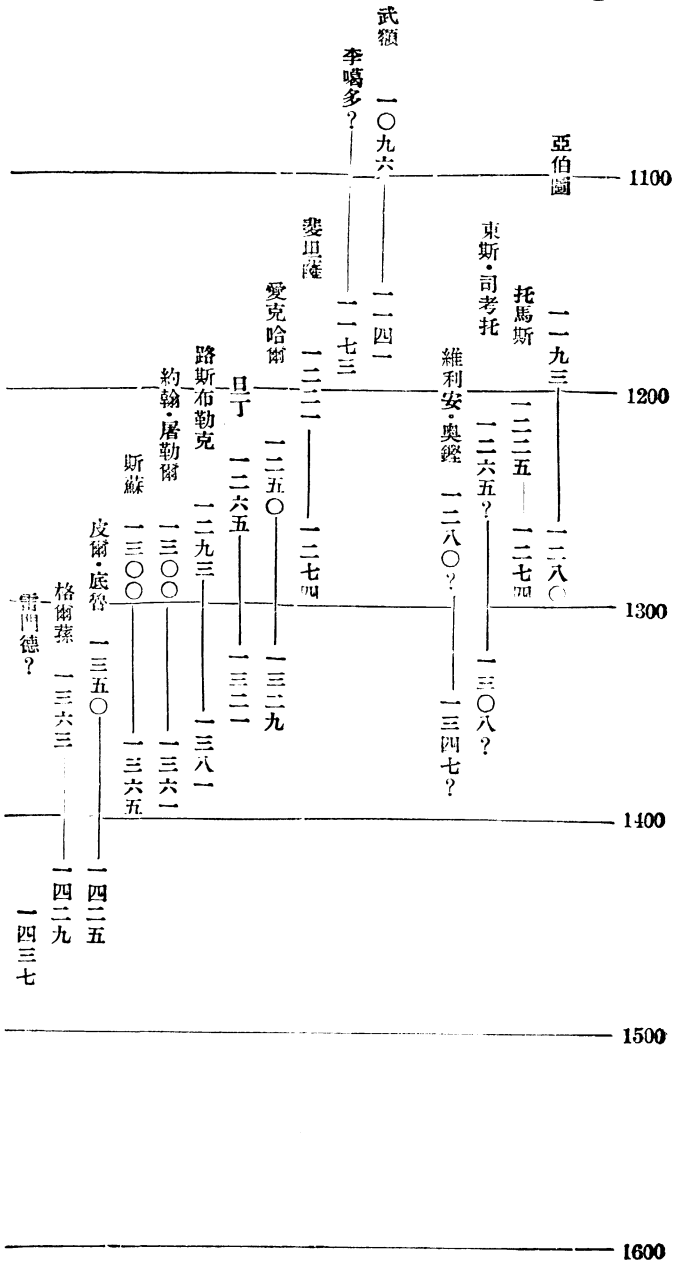 亞伯圖 一一九三 一二八〇
托馬斯 一二二五 一二七四
東斯·司考托 一二六五? 一三〇八?
維利安·奧鏗 一二八〇? 一三四七?
武額 一〇九六 一一四一
李噶多? 一一七三
斐坦薩 一二二一 一二七四
愛克哈爾 一二五〇 一三二九
旦丁 一二六五 一三二一
路斯布勒克 一二九三 一三八一
約翰·屠勒爾 一三〇〇 一三六一
斯蘇 一三〇〇 一三六五
皮爾·底魯 一三五〇 一四二五
格爾蓀 一三六三 一四二九
雷門德? 一四三七
1100
1200
1300
1400
1500
1600